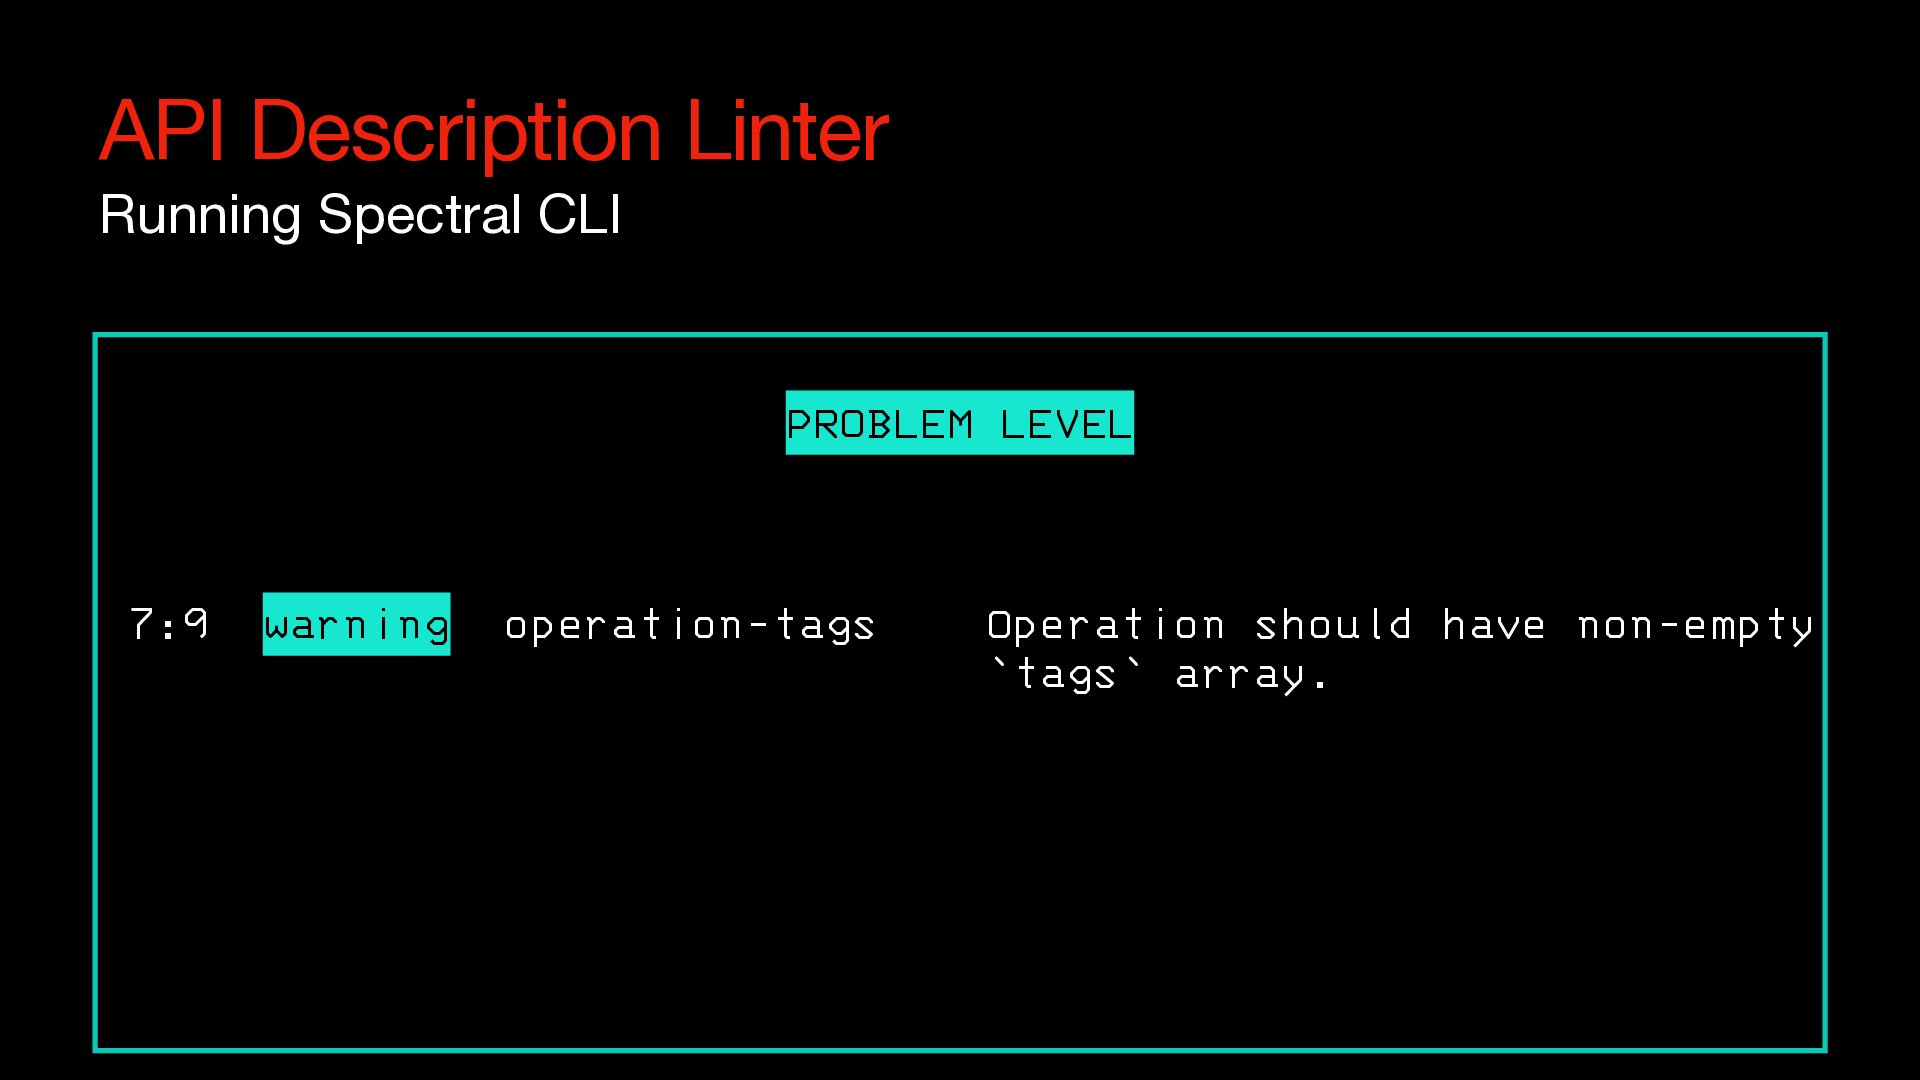 API Description Linter
Running Spectral CLI
PROBLEM LEVEL
7:9 warning operation-tags Operation should have non-empty
`tags` array.